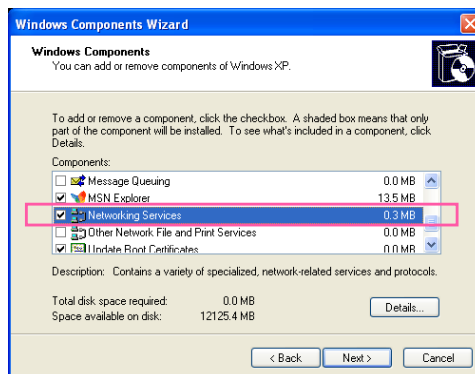 Windows Components Wizard
Windows Components
You can add or remove components of Windows XP.
To add or remove a component, click the checkbox. A shaded box means that only
part of the component will be installed. To see what's included in a component, click
Details.
Components:
Message Queuing 0.0 MB
MSN Explorer 13.5 MB
Networking Services 0.3 MB
Other Network File and Print Services 0.0 MB
Update Root Certificates 0.0 MB
Description: Contains a variety of specialized, network-related services and protocols.
Total disk space required: 0.0 MB
Space available on disk: 12125.4 MB
Details...
< Back Next > Cancel